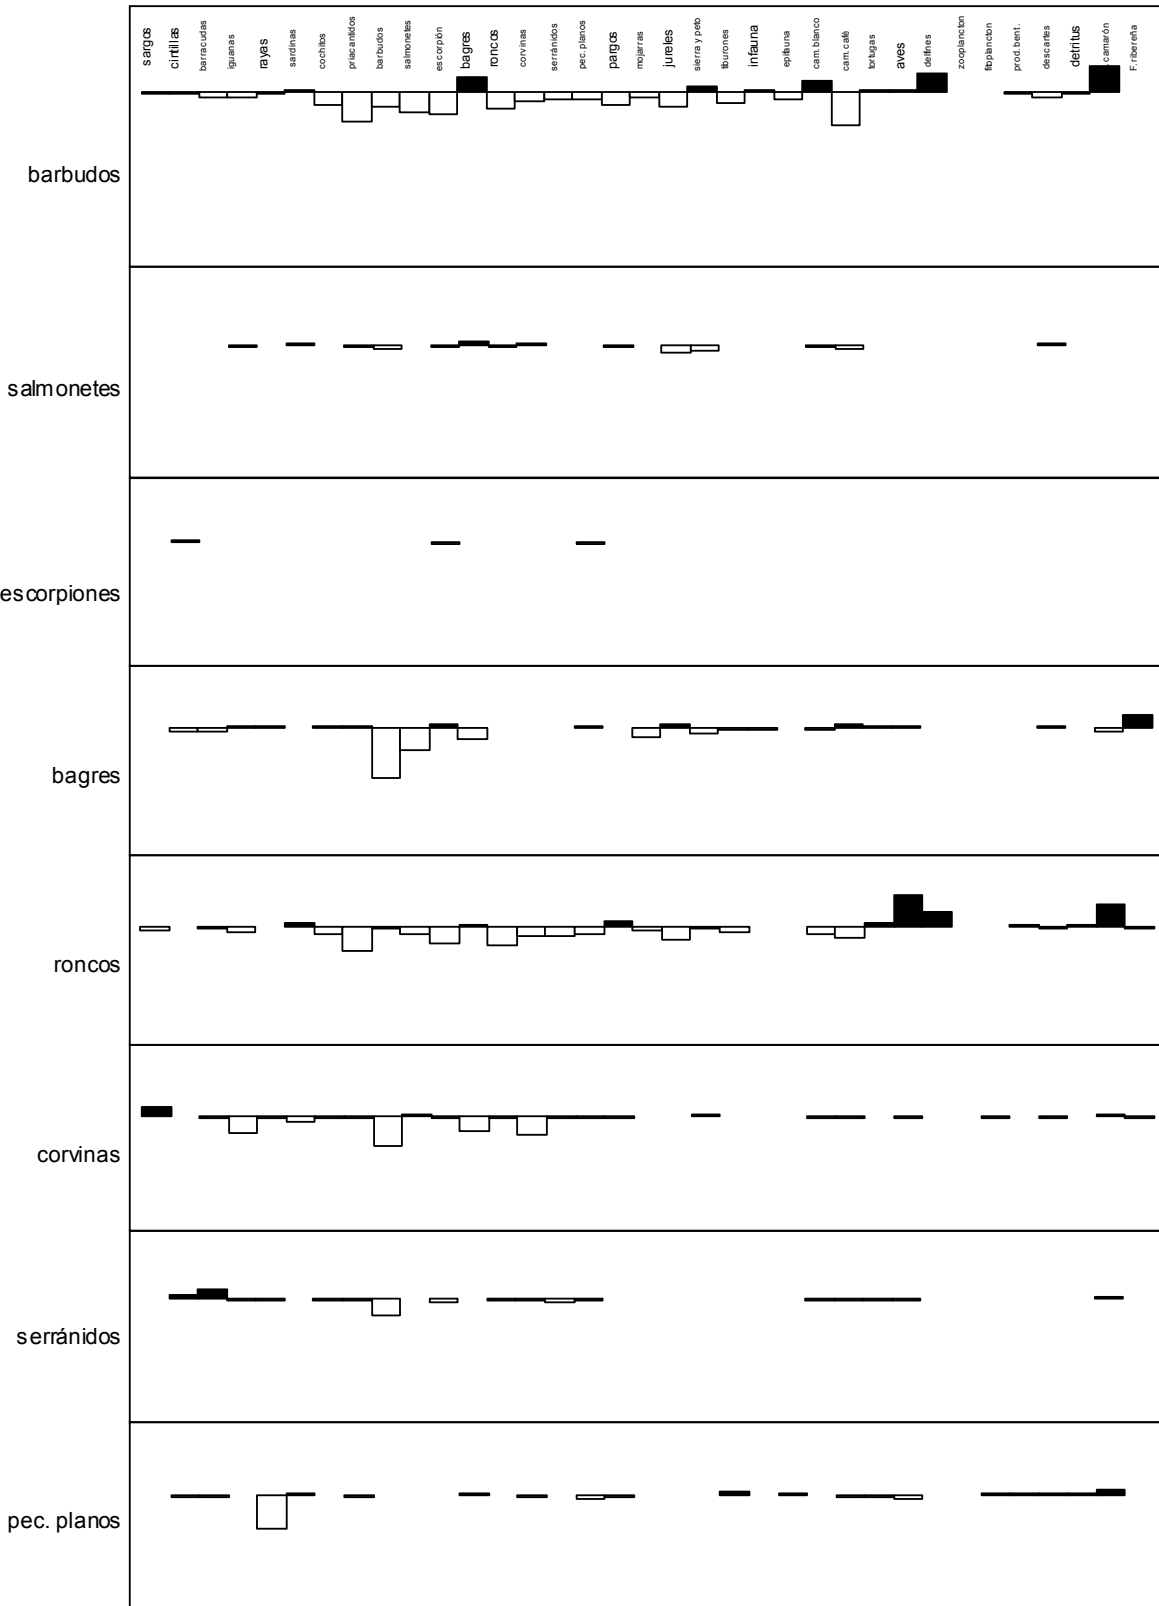 sargos
cintillas
barracudas
iguanas
rayas
sardinas
cochitos
priacantidos
barbudos
salmonetes
escorpión
bagres
roncos
corvinas
serránidos
pec. planos
pargos
mojarras
jureles
sierra y peto
tiburones
infauna
epifauna
cam. blanco
cam. café
tortugas
aves
delfines
zooplancton
fitoplancton
prod. bent.
descartes
detritus
camarón
F. ribereña
barbudos
salmonetes
escorpiones
bagres
roncos
corvinas
serránidos
pec. planos